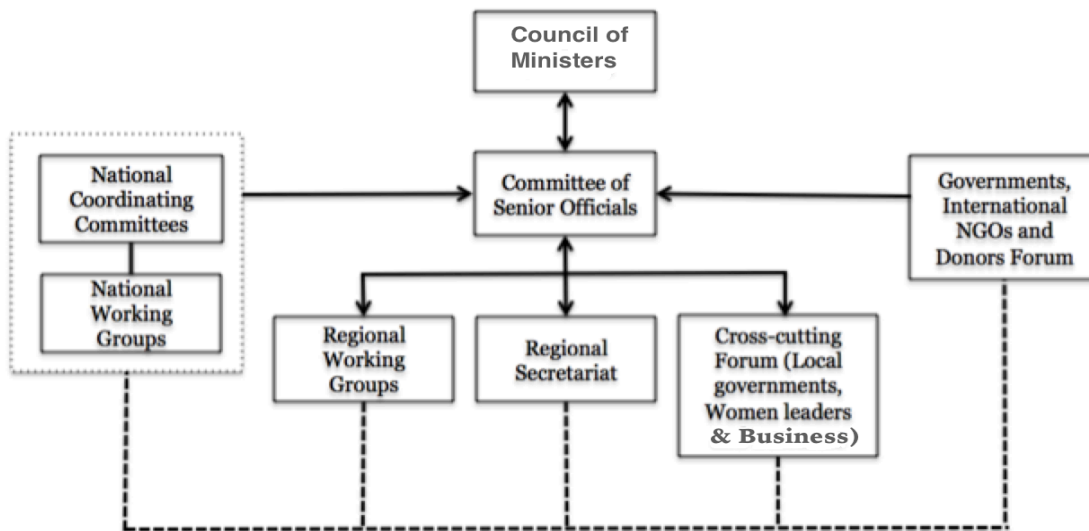 Council of
Ministers
National
Coordinating
Committees
National
Working
Groups
Committee of
Senior Officials
Governments,
International
NGOs and
Donors Forum
Regional
Working
Groups
Regional
Secretariat
Cross-cutting
Forum (Local
governments,
Women leaders
& Business)